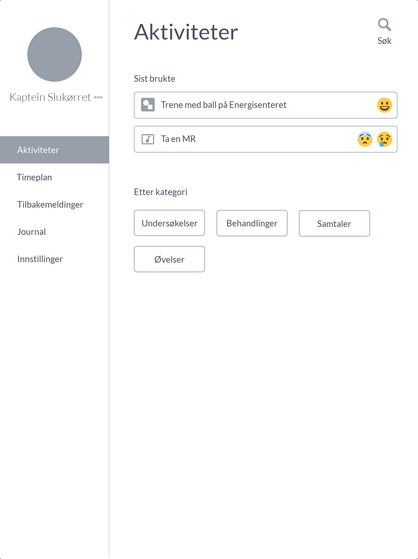 Kaptein Slukørret •••
Aktiviteter
Timeplan
Tilbakemeldinger
Journal
Innstillinger
Aktiviteter
Søk
Sist brukte
Trene med ball på Energisenteret
Ta en MR
Etter kategori
Undersøkelser
Behandlinger
Samtaler
Øvelser